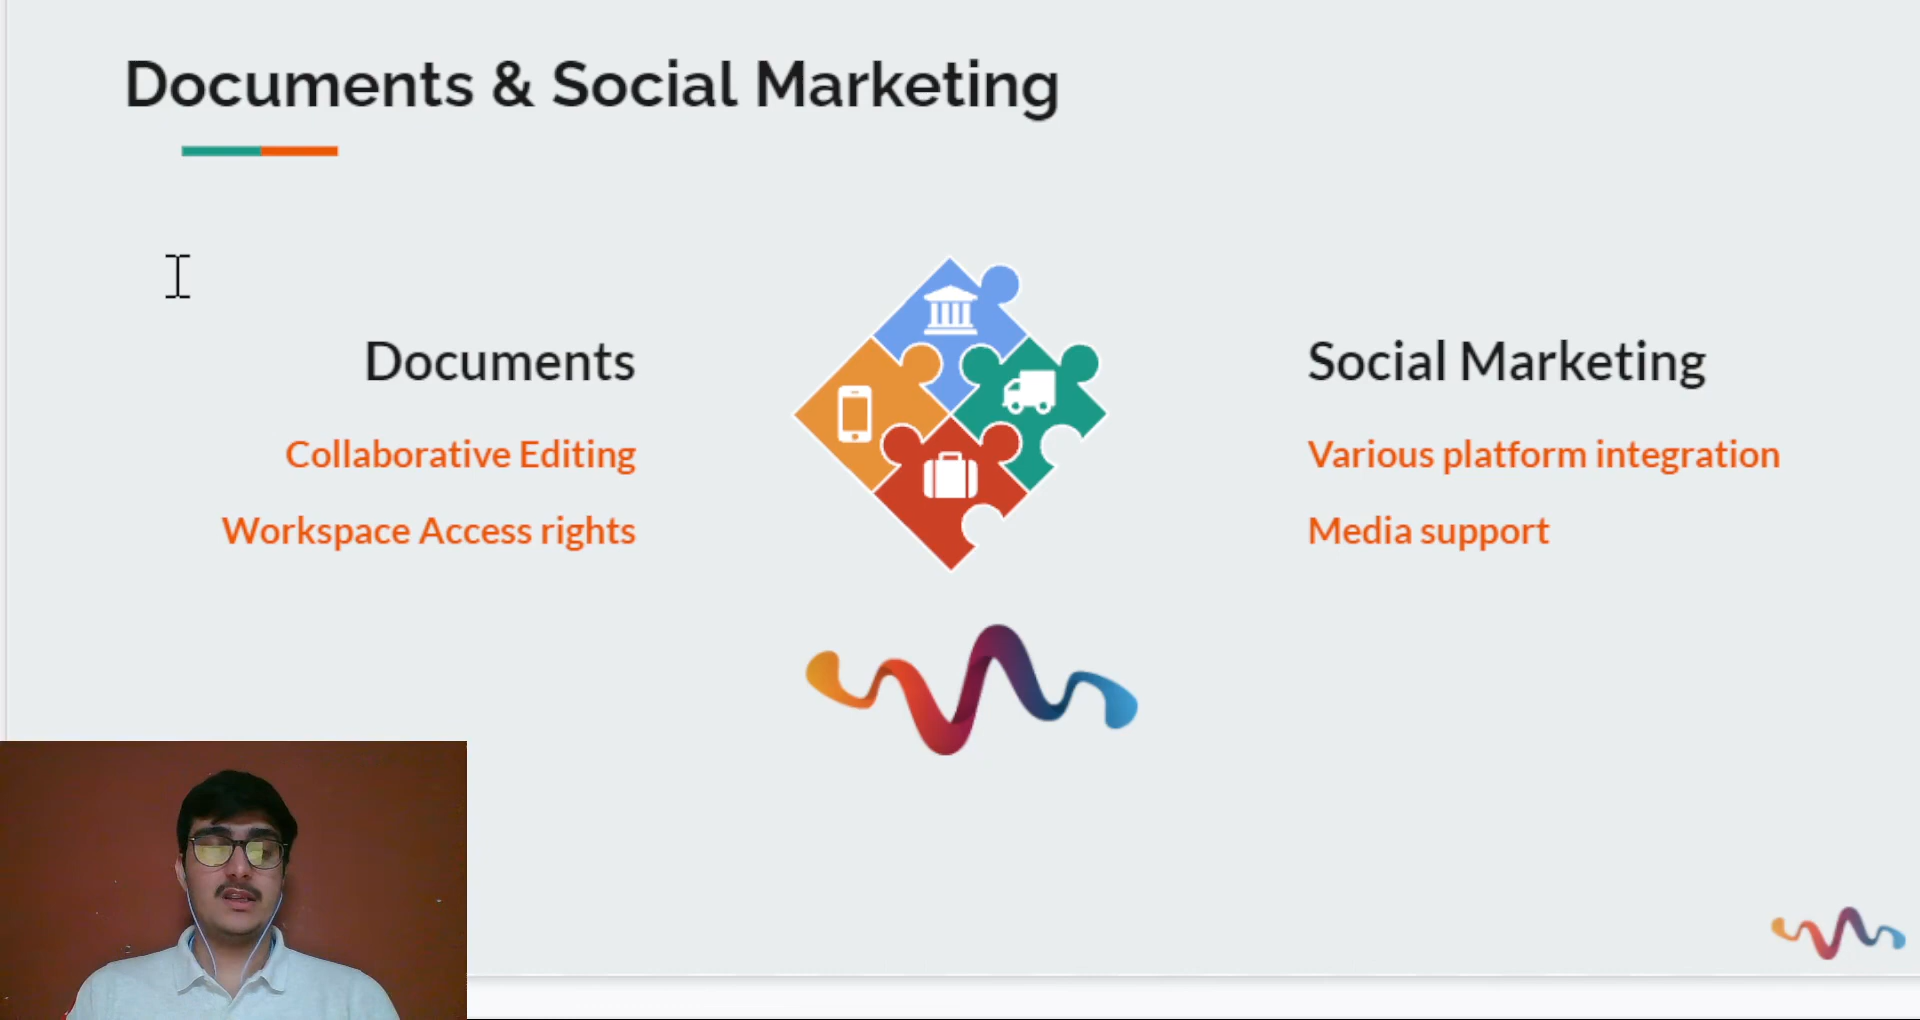 Documents & Social Marketing
Documents
Collaborative Editing
Workspace Access rights
Social Marketing
Various platform integration
Media support